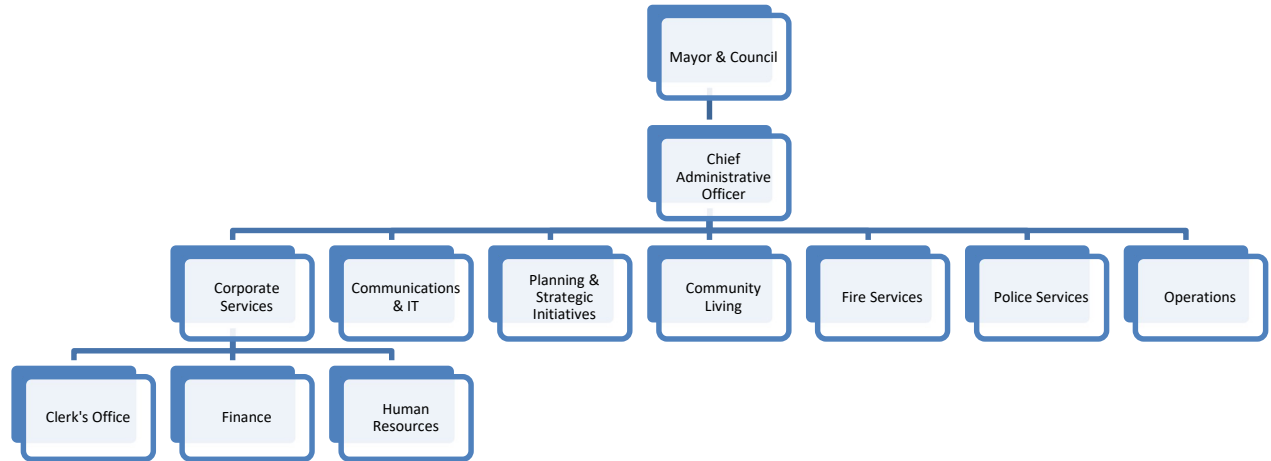 Mayor & Council
Chief
Administrative
Officer
Corporate
Services
Communications
& IT
Planning &
Strategic
Initiatives
Community
Living
Fire Services
Police Services
Operations
Clerk's Office
Finance
Human
Resources